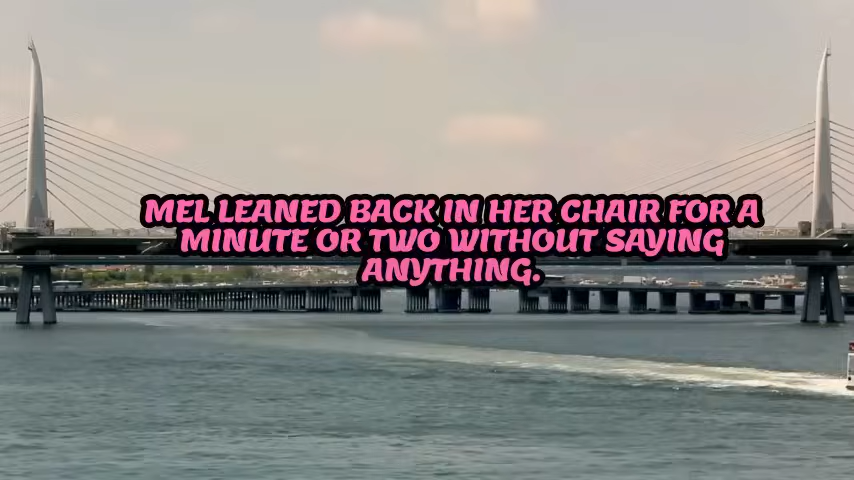 MEL LEANED BACK IN HER CHAIR FOR A
MINUTE OR TWO WITHOUT SAYING
ANYTHING.